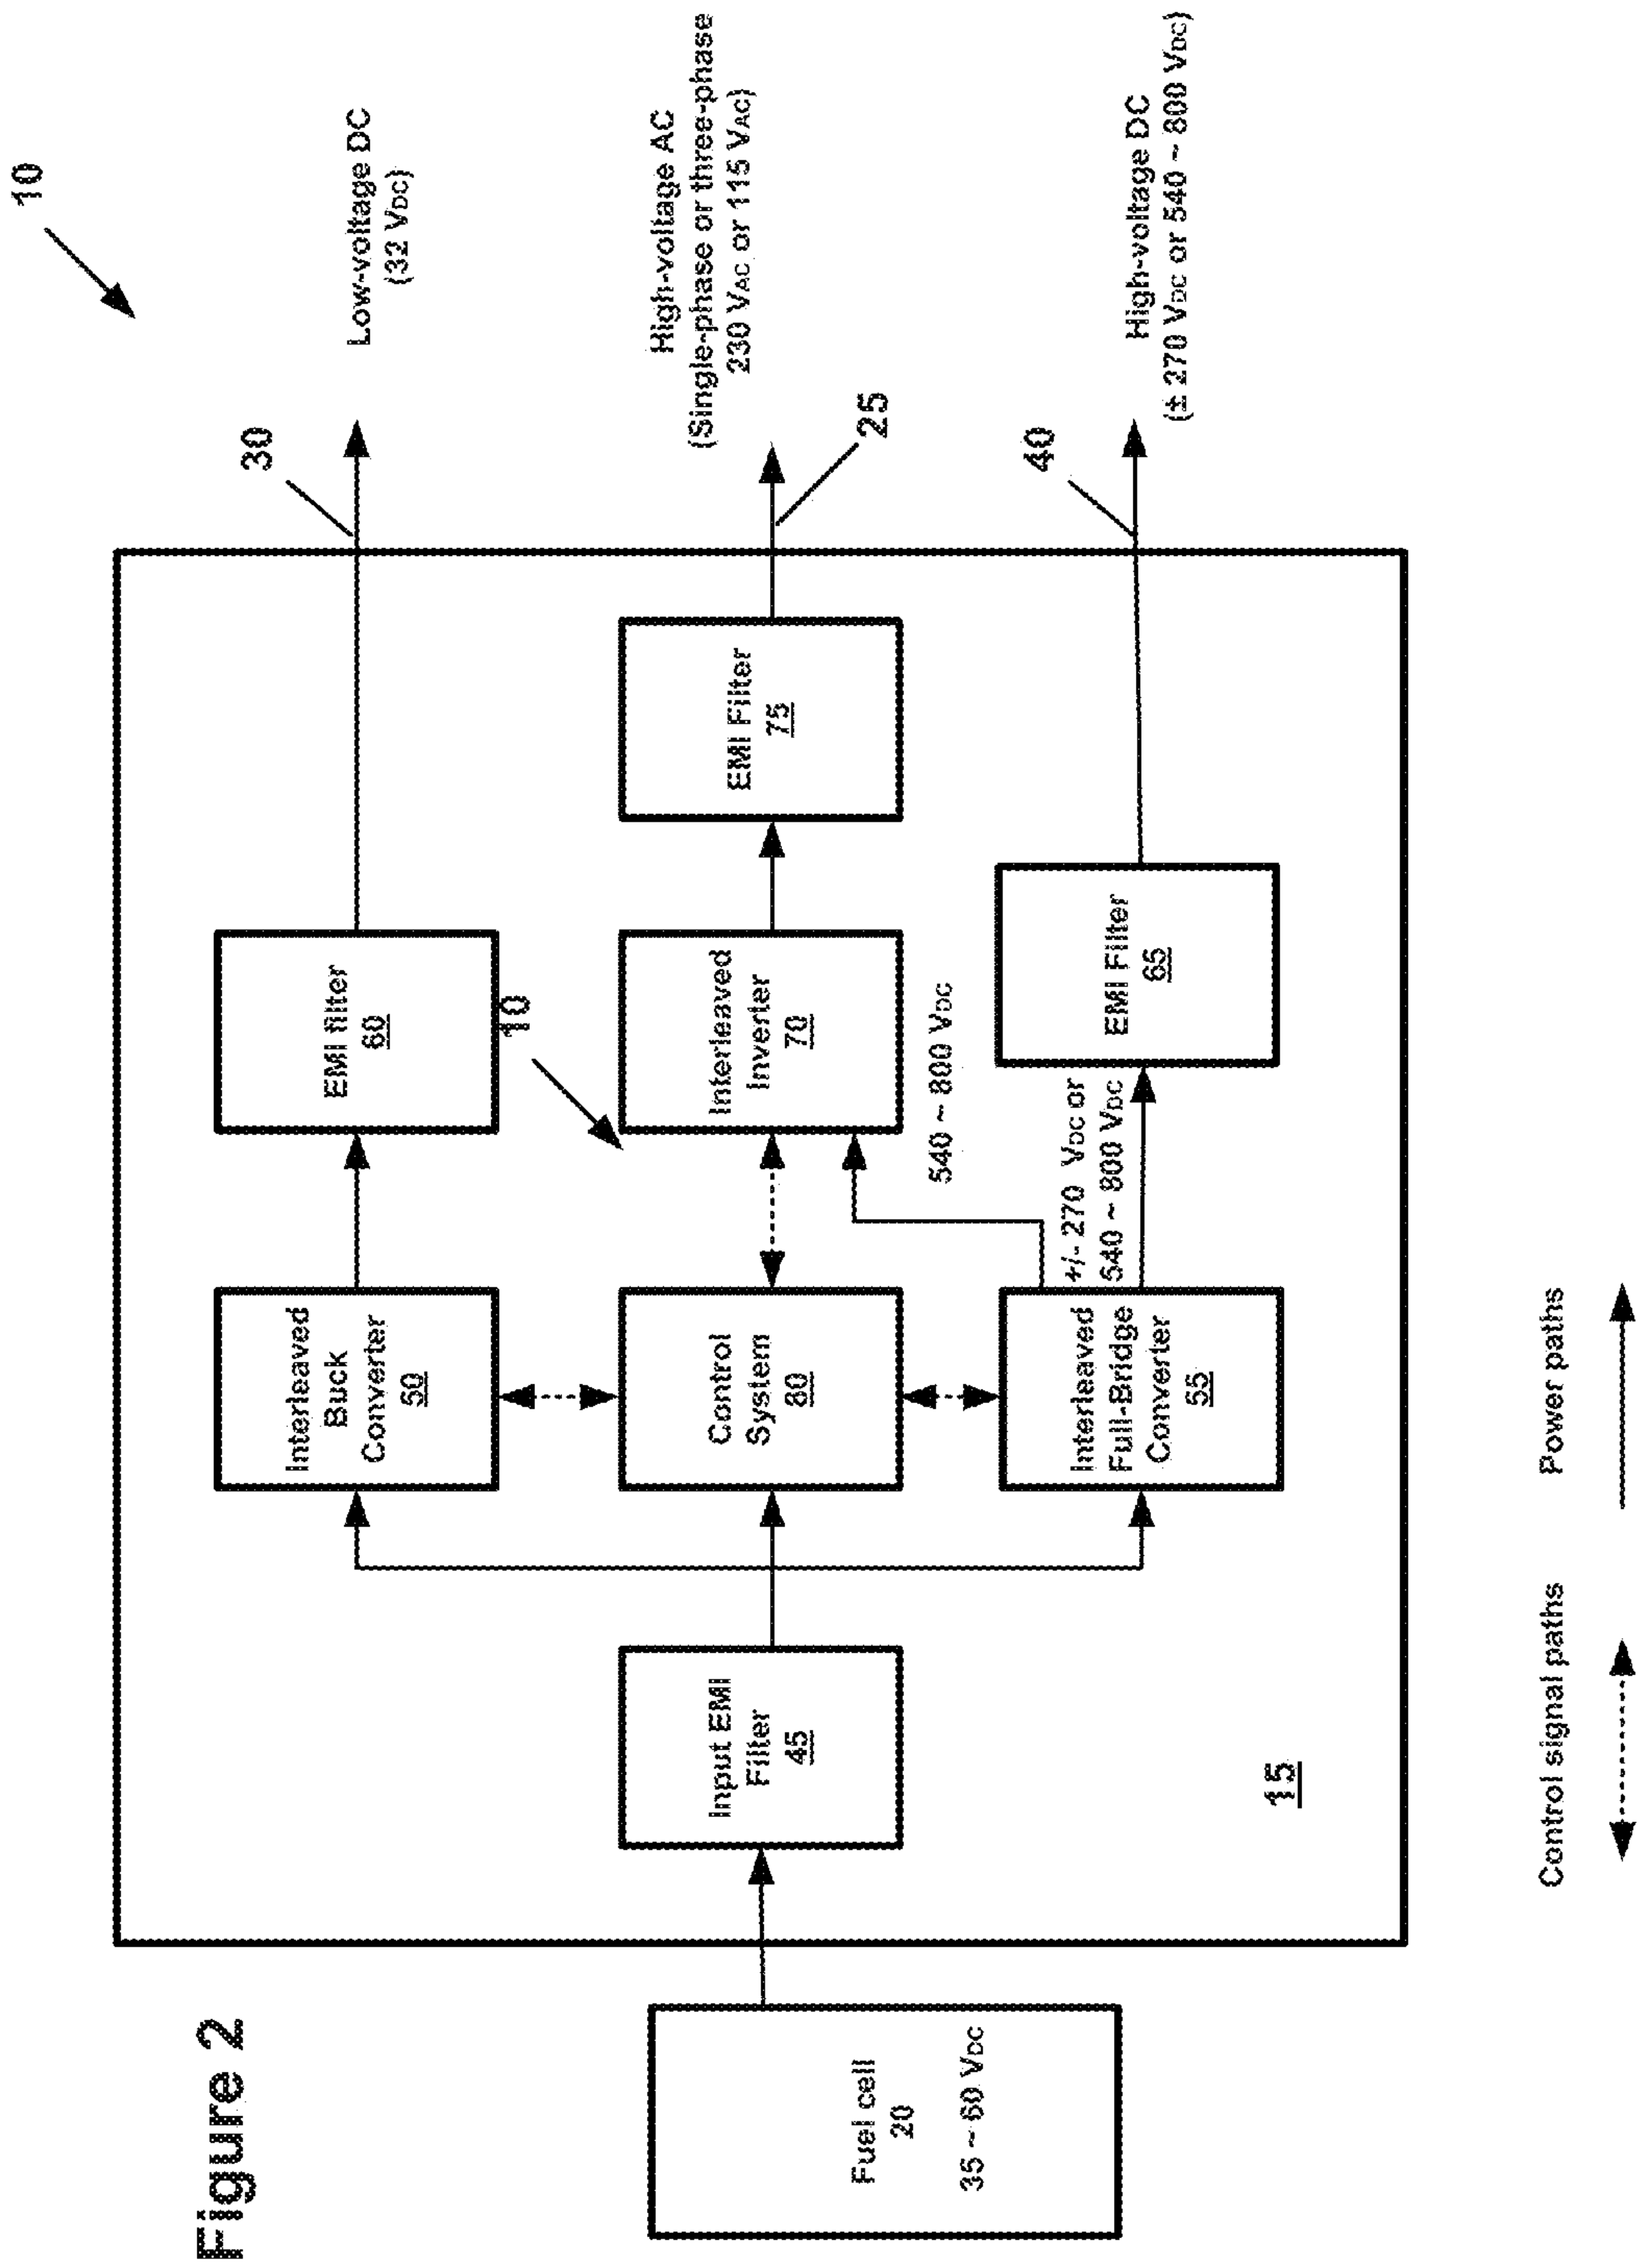 Figure 2
10
Fuel cell
20
35 ~ 60 VDC
Input EMI
Filter
45
15
Interleaved
Buck
Converter
50
Control
System
80
Interleaved
Full-Bridge
Converter
55
10
EMI filter
60
Interleaved
Inverter
70
540 ~ 800 VDC
+/- 270 VDC or
540 ~ 800 VDC
EMI Filter
65
EMI Filter
75
30
25
40
Low-voltage DC
(32 VDC)
High-voltage AC
(Single-phase or three-phase
230 VAC or 115 VAC)
High-voltage DC
(± 270 VDC or 540 ~ 800 VDC)
Control signal paths
Power paths